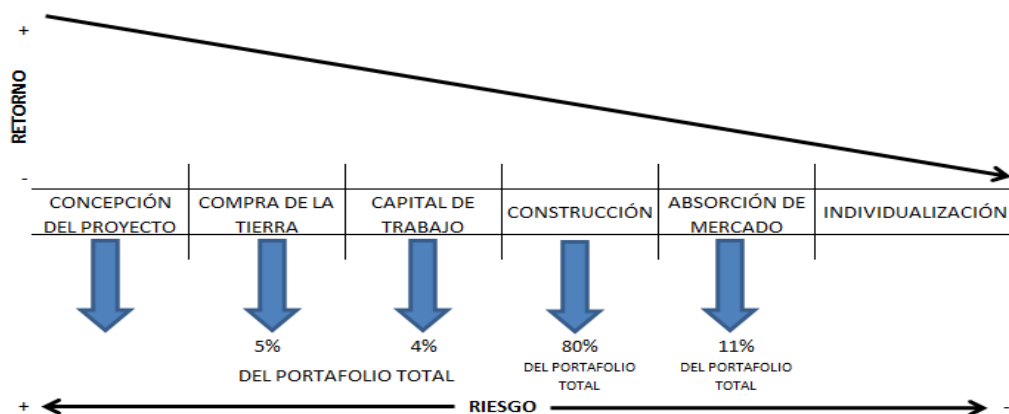 +
RETORNO
-
CONCEPCIÓN DEL PROYECTO
COMPRA DE LA TIERRA
CAPITAL DE TRABAJO
CONSTRUCCIÓN
ABSORCIÓN DE MERCADO
INDIVIDUALIZACIÓN
5%
4%
DEL PORTAFOLIO TOTAL
80%
DEL PORTAFOLIO
TOTAL
11%
DEL PORTAFOLIO
TOTAL
+ RIESGO -